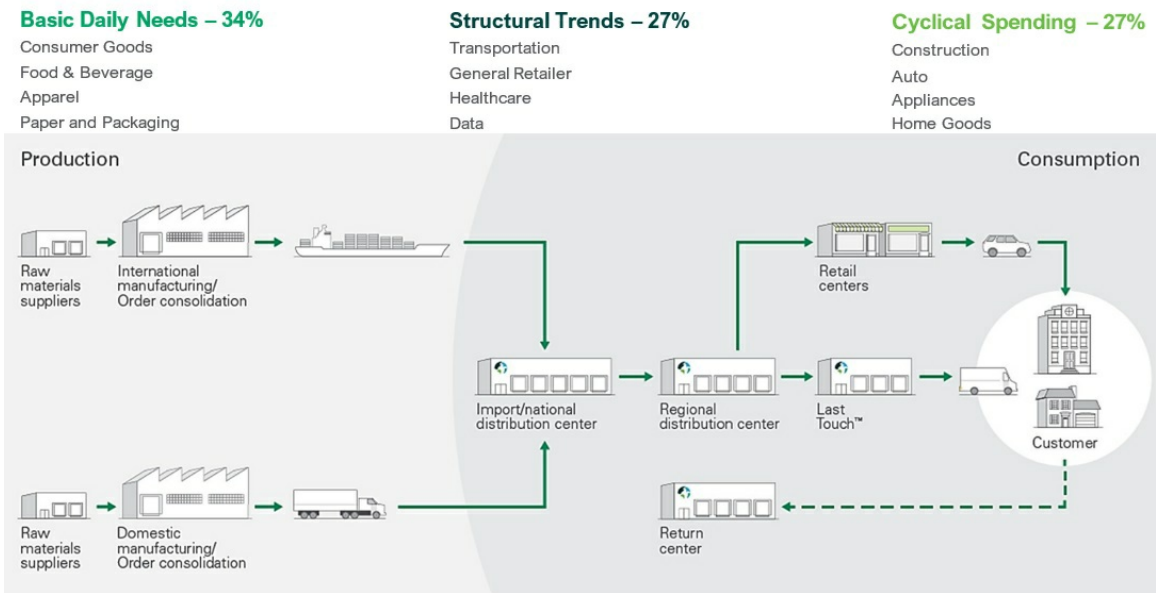 Basic Daily Needs – 34%
Consumer Goods
Food & Beverage
Apparel
Paper and Packaging
Structural Trends – 27%
Transportation
General Retailer
Healthcare
Data
Cyclical Spending – 27%
Construction
Auto
Appliances
Home Goods
Production
Consumption
Raw
materials
suppliers
International
manufacturing/
Order consolidation
Retail
centers
Import/national
distribution center
Regional
distribution center
Last
Touch™
Customer
Raw
materials
suppliers
Domestic
manufacturing/
Order consolidation
Return
center